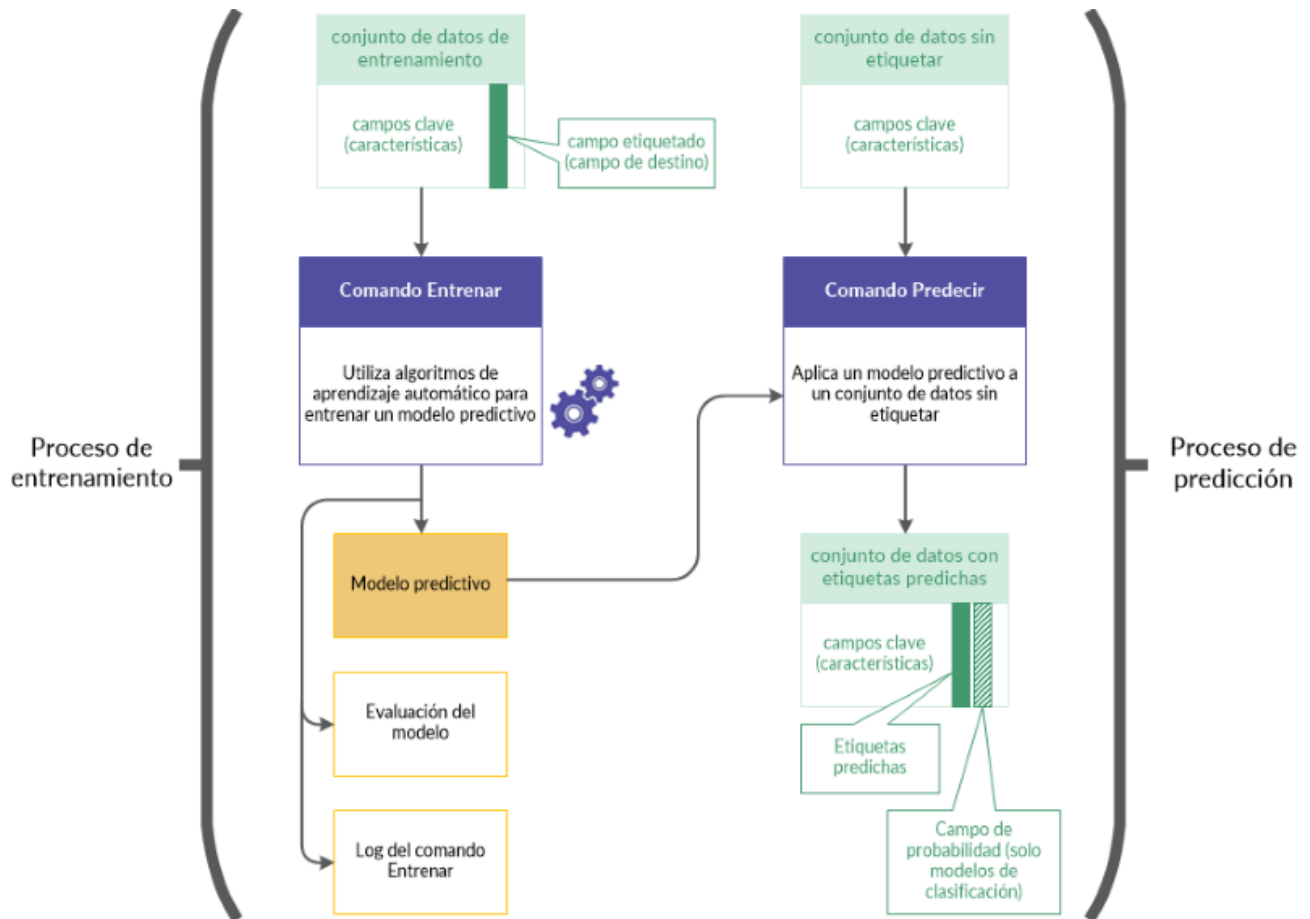 conjunto de datos de
entrenamiento
campos clave
(características)
campo etiquetado
(campo de destino)
conjunto de datos sin
etiquetar
campos clave
(características)
Comando Entrenar
Utiliza algoritmos de
aprendizaje automático para
entrenar un modelo predictivo
Comando Predecir
Aplica un modelo predictivo a
un conjunto de datos sin
etiquetar
Proceso de
entrenamiento
Proceso de
predicción
Modelo predictivo
Evaluación del
modelo
Log del comando
Entrenar
conjunto de datos con
etiquetas predichas
campos clave
(características)
Etiquetas
predichas
Campo de
probabilidad (solo
modelos de
clasificación)